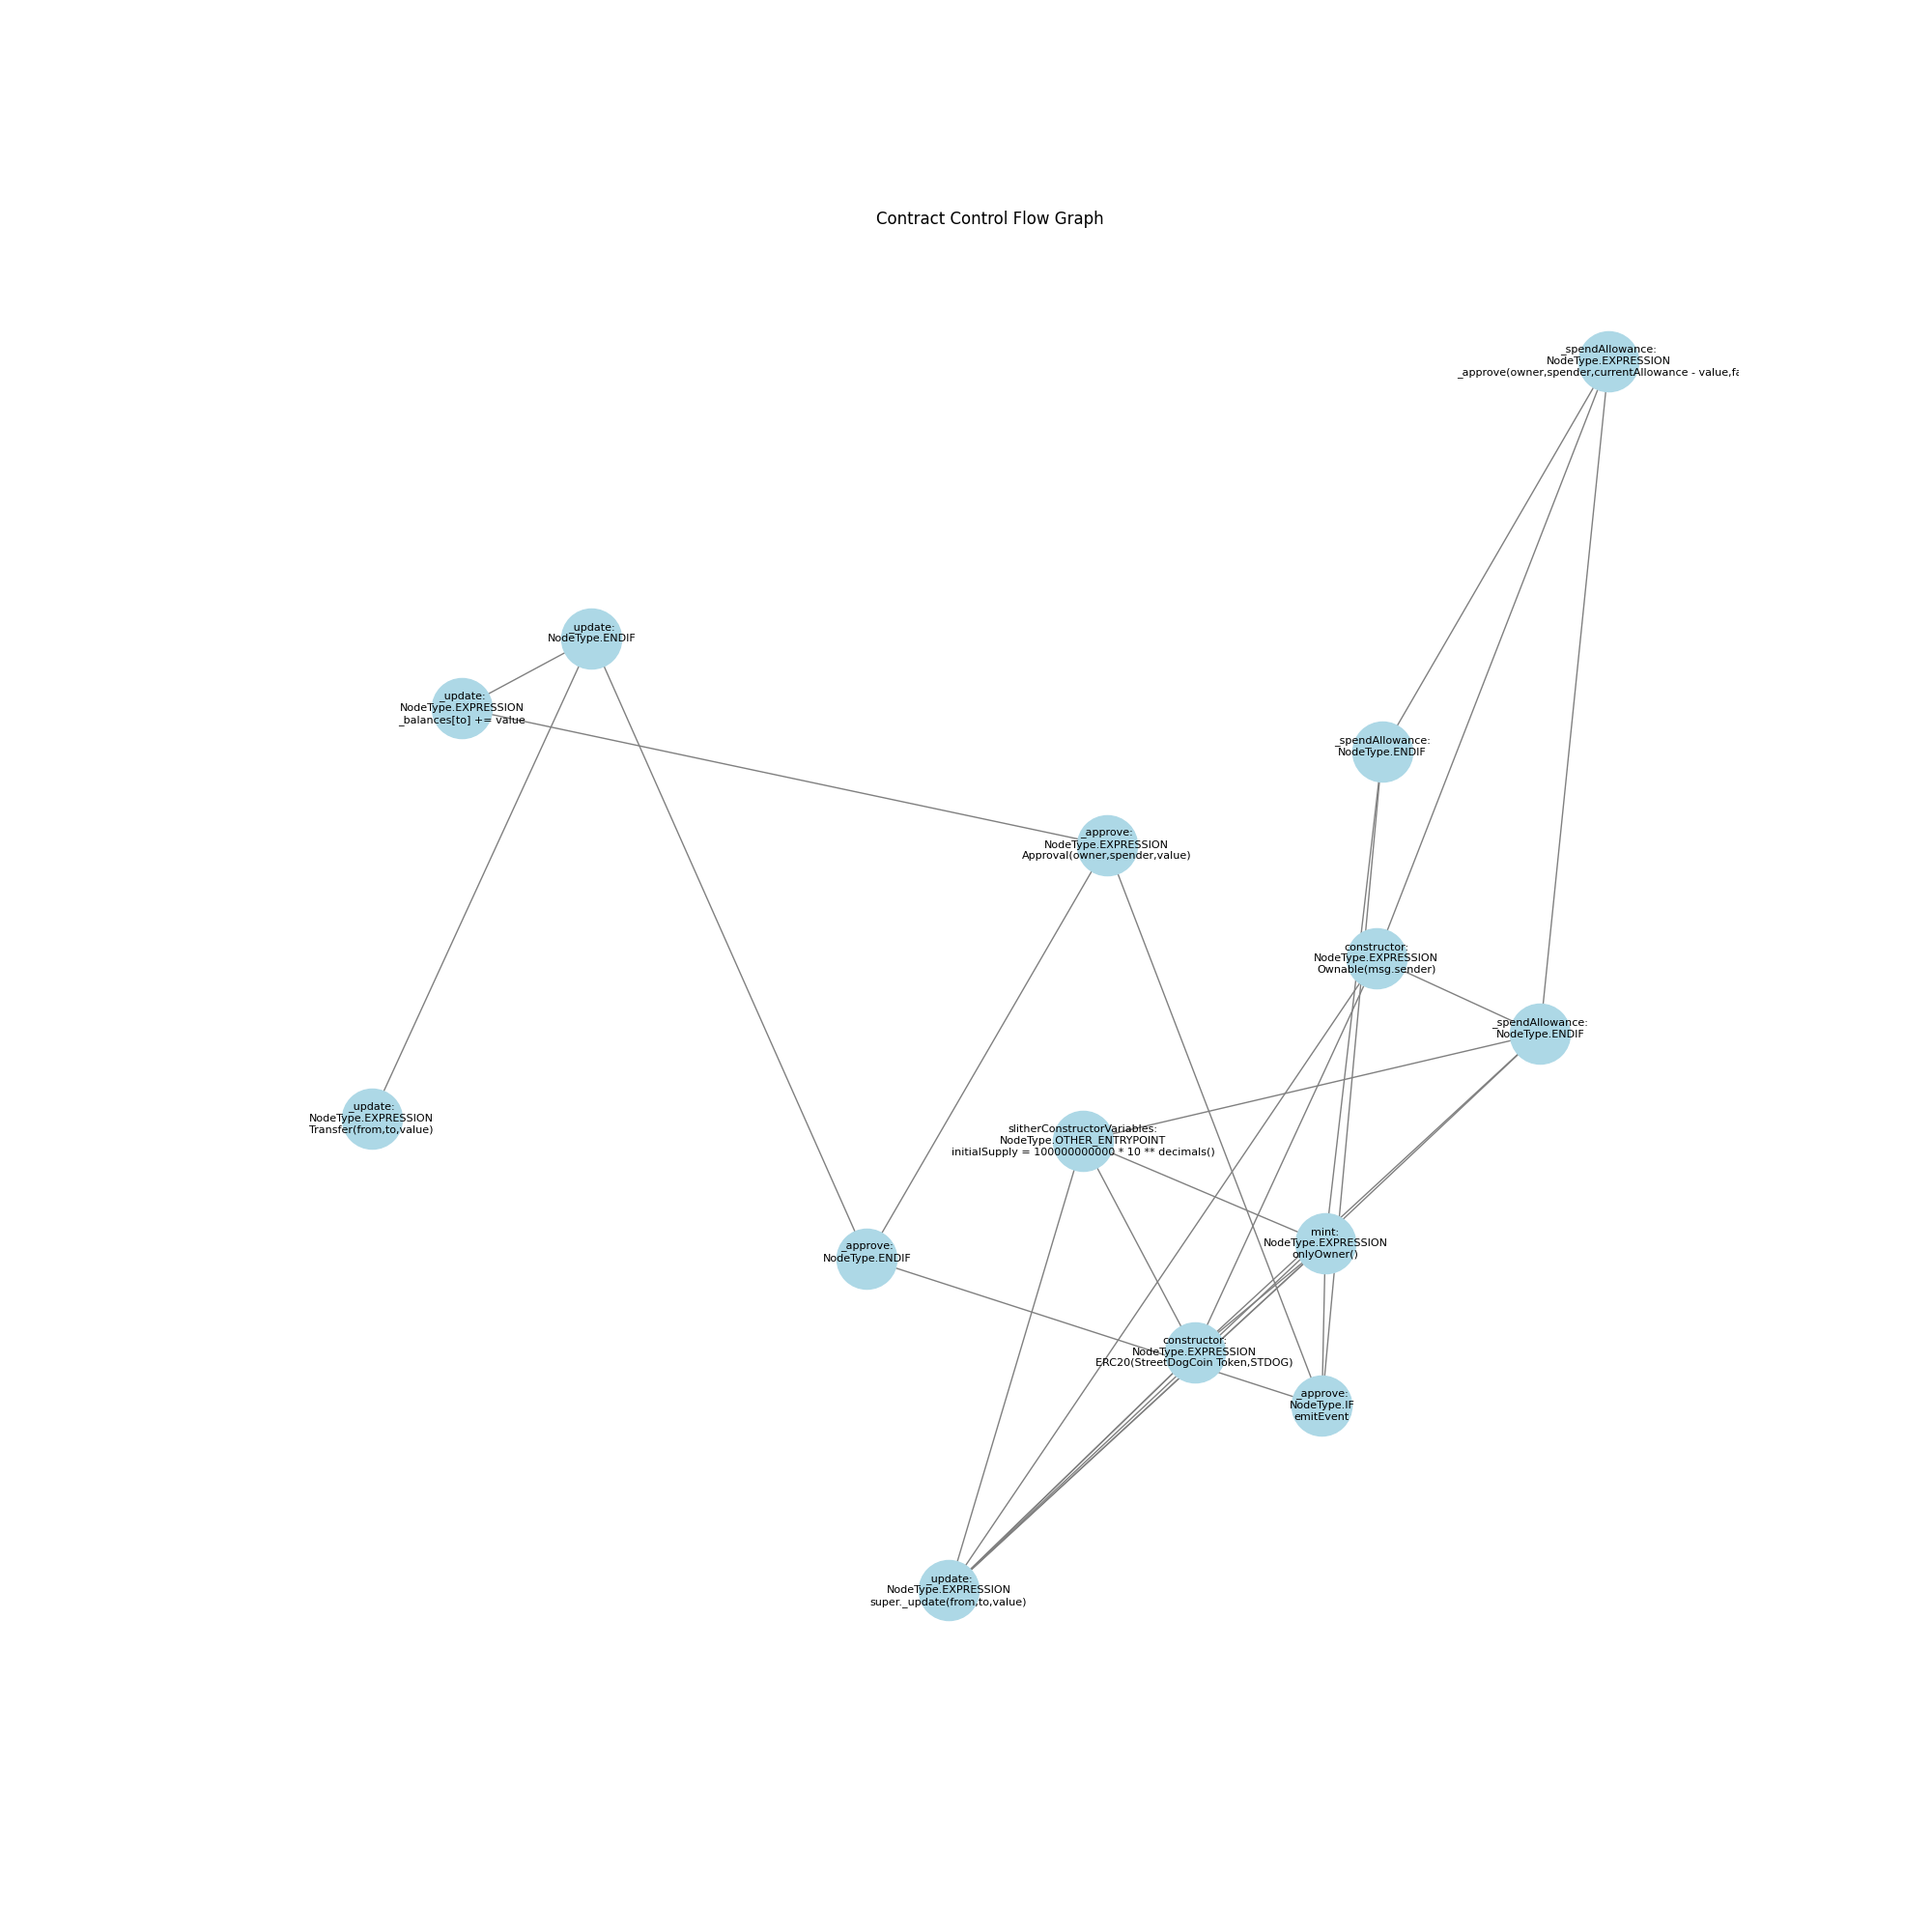 Contract Control Flow Graph
_spendAllowance:
NodeType.EXPRESSION
_approve(owner,spender,currentAllowance - value,fa
_update:
NodeType.ENDIF
_update:
NodeType.EXPRESSION
_balances[to] += value
_spendAllowance:
NodeType.ENDIF
_approve:
NodeType.EXPRESSION
Approval(owner,spender,value)
constructor:
NodeType.EXPRESSION
Ownable(msg.sender)
_spendAllowance:
NodeType.ENDIF
_update:
NodeType.EXPRESSION
Transfer(from,to,value)
slitherConstructorVariables:
NodeType.OTHER_ENTRYPOINT
initialSupply = 100000000000 * 10 ** decimals()
mint:
NodeType.EXPRESSION
onlyOwner()
_approve:
NodeType.ENDIF
constructor:
NodeType.EXPRESSION
ERC20(StreetDogCoin Token,STDOG)
_approve:
NodeType.IF
emitEvent
_update:
NodeType.EXPRESSION
super._update(from,to,value)